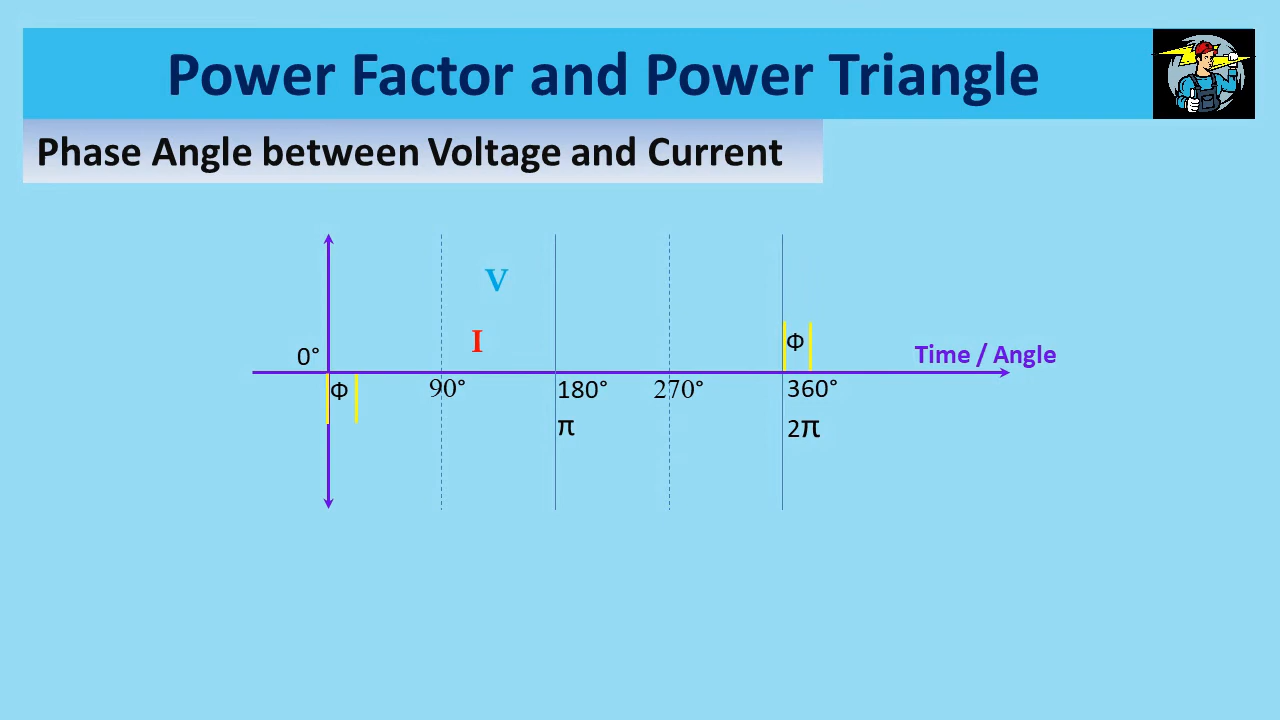 Power Factor and Power Triangle
Phase Angle between Voltage and Current
V
I
Φ
0°
Time / Angle
Φ
90°
180°
270°
360°
π
2π